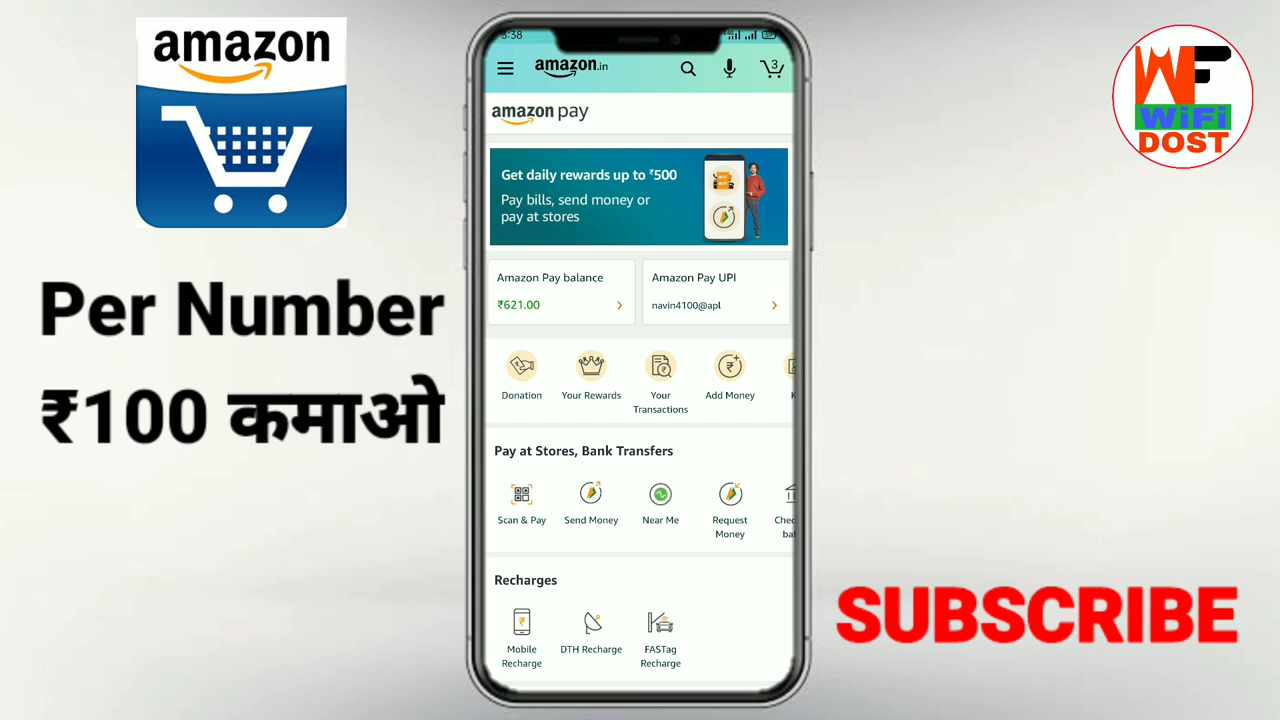 amazon
Per Number
₹100 कमाओ
3:38
amazon.in
3
amazon pay
Get daily rewards up to ₹500
Pay bills, send money or
pay at stores
Amazon Pay balance
₹621.00
Amazon Pay UPI
navin4100@apl
Donation
Your Rewards
Your
Transactions
Add Money
K
Pay at Stores, Bank Transfers
Scan & Pay
Send Money
Near Me
Request
Money
Chec
bal
Recharges
Mobile
Recharge
DTH Recharge
FASTag
Recharge
WF
WiFi
DOST
SUBSCRIBE